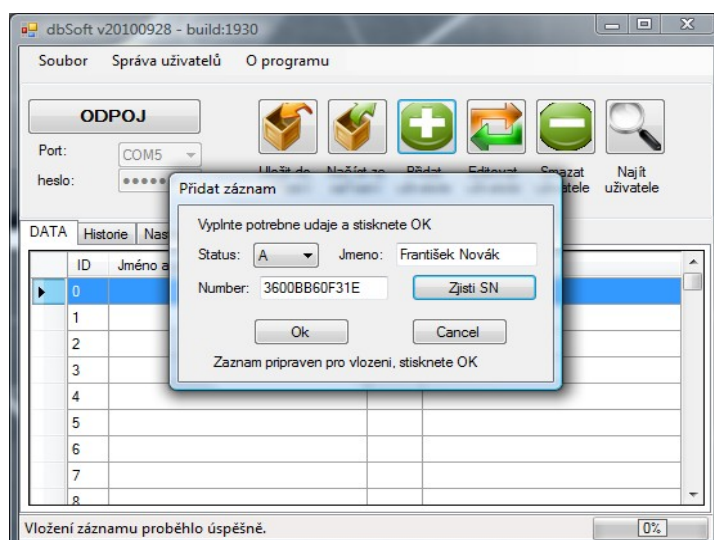 dbSoft v20100928 - build:1930
Soubor Správa uživatelů O programu
ODPOJ
Port: COM5
heslo:
Najít
uživatele
Přidat záznam
Vyplnte potrebne udaje a stisknete OK
Status: A Jmeno: František Novák
Number: 3600BB60F31E Zjisti SN
Ok Cancel
Zaznam pripraven pro vlozeni, stisknete OK
DATA Historie
ID Jméno a
0
1
2
3
4
5
6
7
8
Vložení záznamu proběhlo úspěšně. 0%